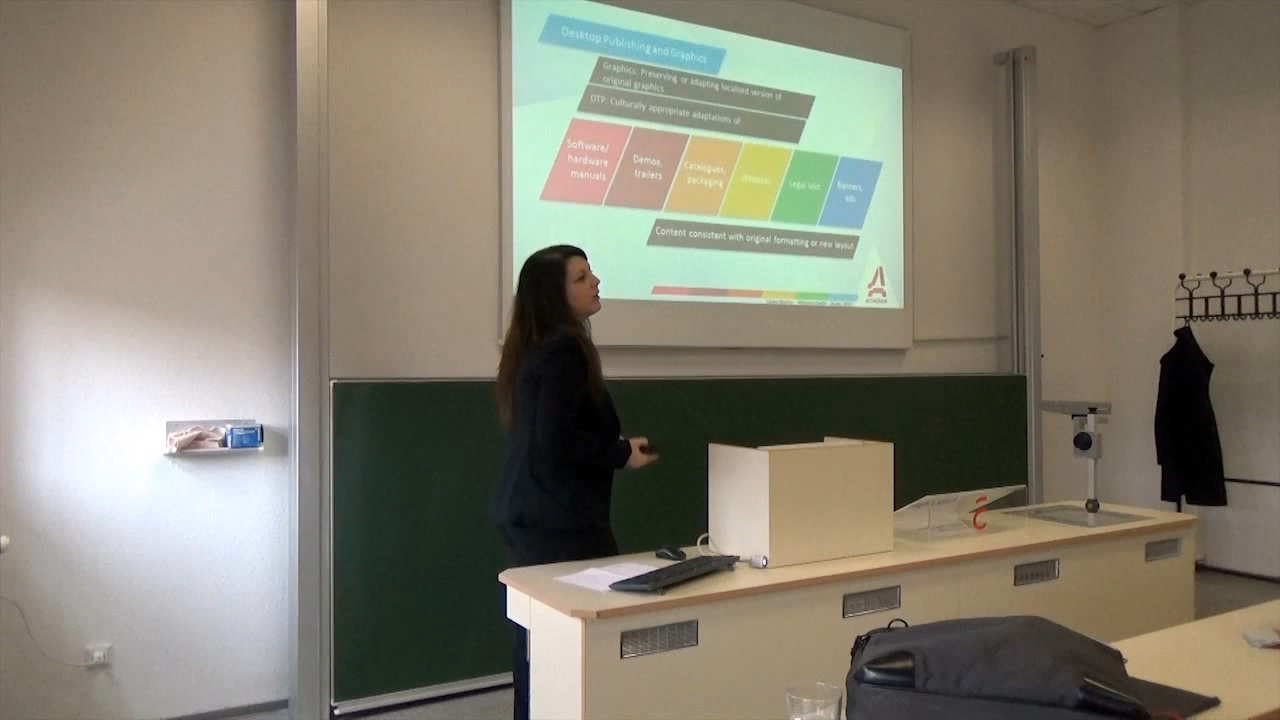 Desktop Publishing and Graphics
Graphics: Preserving or adapting localized version of
original graphics
DTP: Culturally appropriate adaptations of
Software/
hardware
manuals
Demos,
trailers
Catalogues,
packaging
Websites
Legal text
Banners,
ads
Content consistent with original formatting or new layout